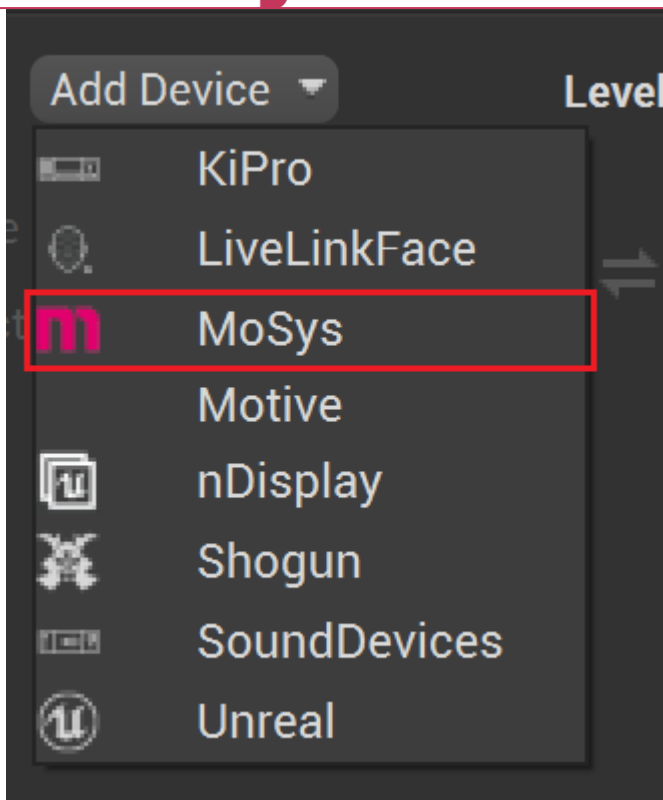 Add Device
Level
KiPro
LiveLinkFace
m MoSys
Motive
nDisplay
Shogun
SoundDevices
Unreal